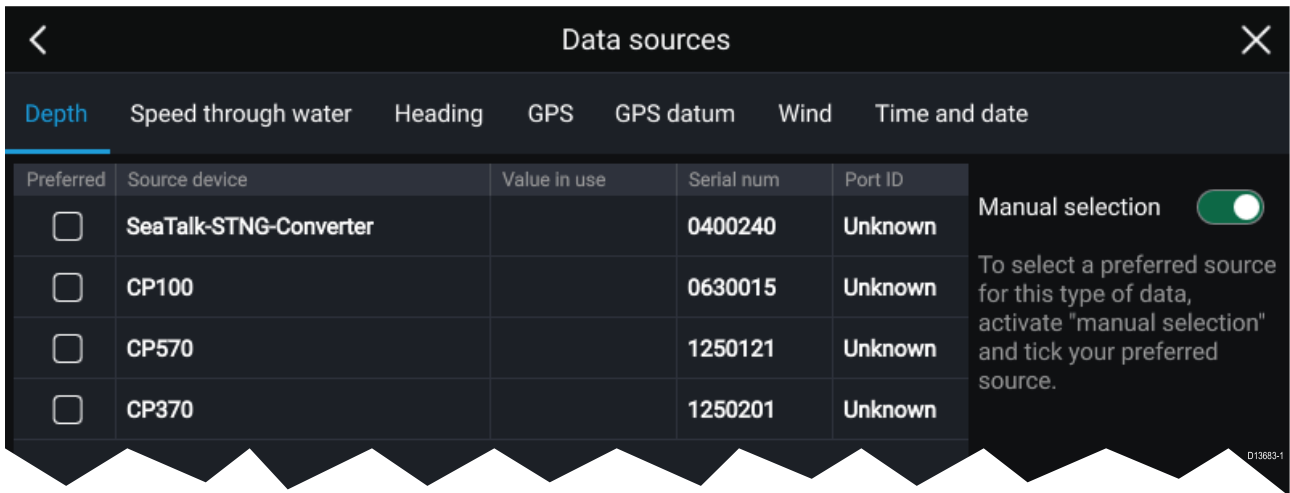 Data sources
Depth Speed through water Heading GPS GPS datum Wind Time and date
Preferred Source device Value in use Serial num Port ID
SeaTalk-STNG-Converter 0400240 Unknown
CP100 0630015 Unknown
CP570 1250121 Unknown
CP370 1250201 Unknown
Manual selection
To select a preferred source
for this type of data,
activate "manual selection"
and tick your preferred
source.
D13683-1